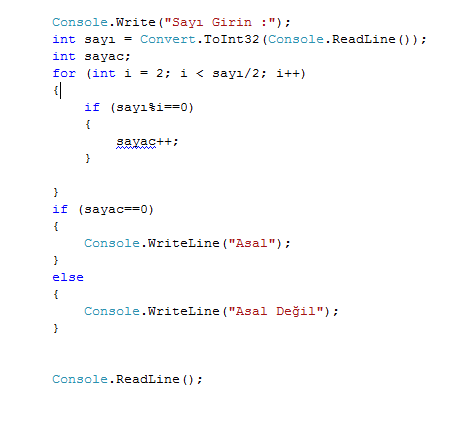 Console.Write("Sayı Girin :");
int sayı = Convert.ToInt32(Console.ReadLine());
int sayac;
for (int i = 2; i < sayı/2; i++)
{
if (sayı%i==0)
{
sayac++;
}
}
if (sayac==0)
{
Console.WriteLine("Asal");
}
else
{
Console.WriteLine("Asal Değil");
}
Console.ReadLine();